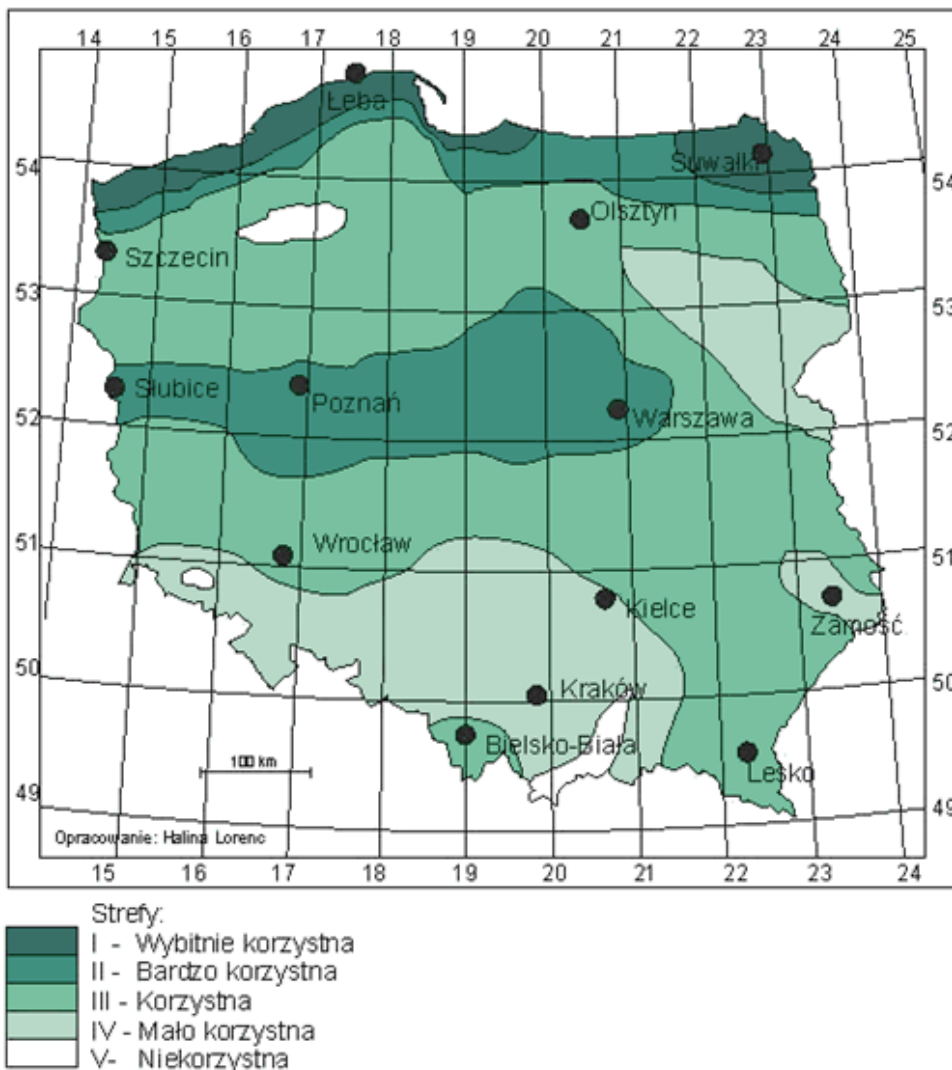 14 15 16 17 18 19 20 21 22 23 24 25
Łeba
54 Suwałki 54
Olsztyn
Szczecin
53 53
Słubice Poznań Warszawa
52 52
Wrocław
51 51
Kielce
Zamość
50 Kraków 50
Bielsko-Biała
100 km Lesko
49 49
Opracowanie: Halina Lorenc
15 16 17 18 19 20 21 22 23 24
Strefy:
I - Wybitnie korzystna
II - Bardzo korzystna
III - Korzystna
IV - Mało korzystna
V- Niekorzystna